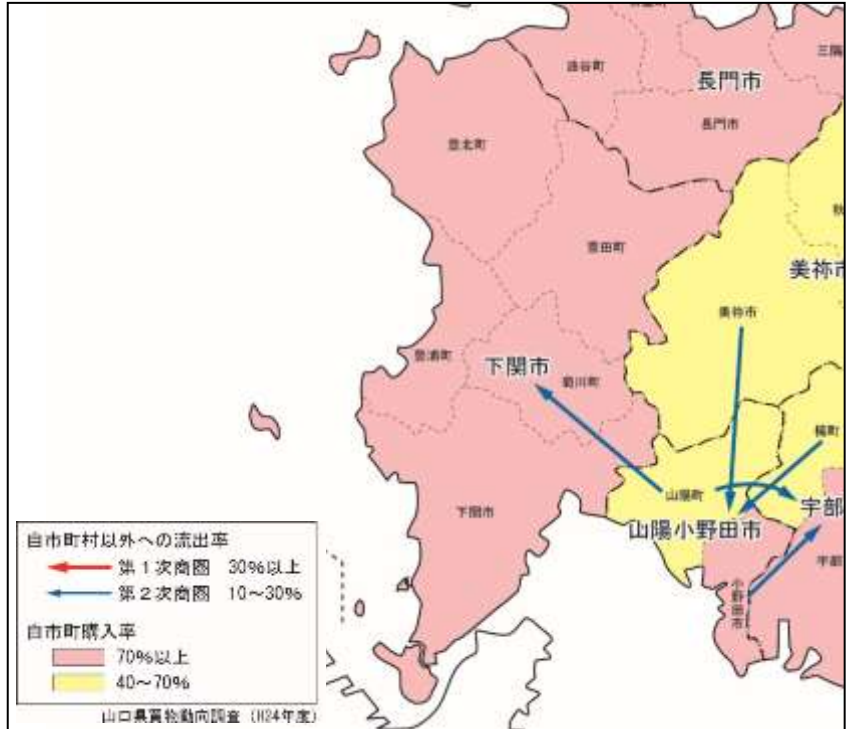 三隅
油谷町
長門市
長門市
豊北町
豊田町
秋
美祢市
美祢市
豊浦町
下関市
菊川町
楠町
山陽町
宇部
山陽小野田市
下関市
宇部
小野田市
自市町村以外への流出率
第1次商圏 30%以上
第2次商圏 10～30%
自市町購入率
70%以上
40～70%
山口県買物動向調査 (H24年度)